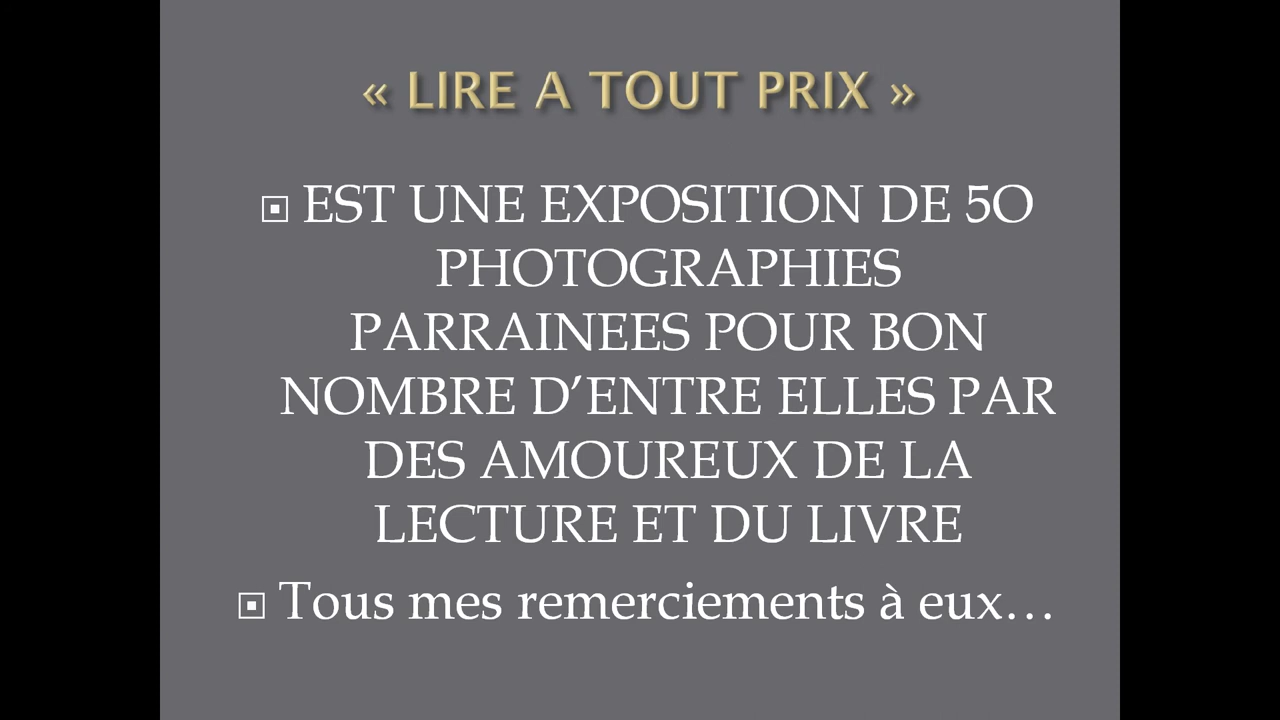 « LIRE A TOUT PRIX »
EST UNE EXPOSITION DE 5O
PHOTOGRAPHIES
PARRAINEES POUR BON
NOMBRE D’ENTRE ELLES PAR
DES AMOUREUX DE LA
LECTURE ET DU LIVRE
Tous mes remerciements à eux…